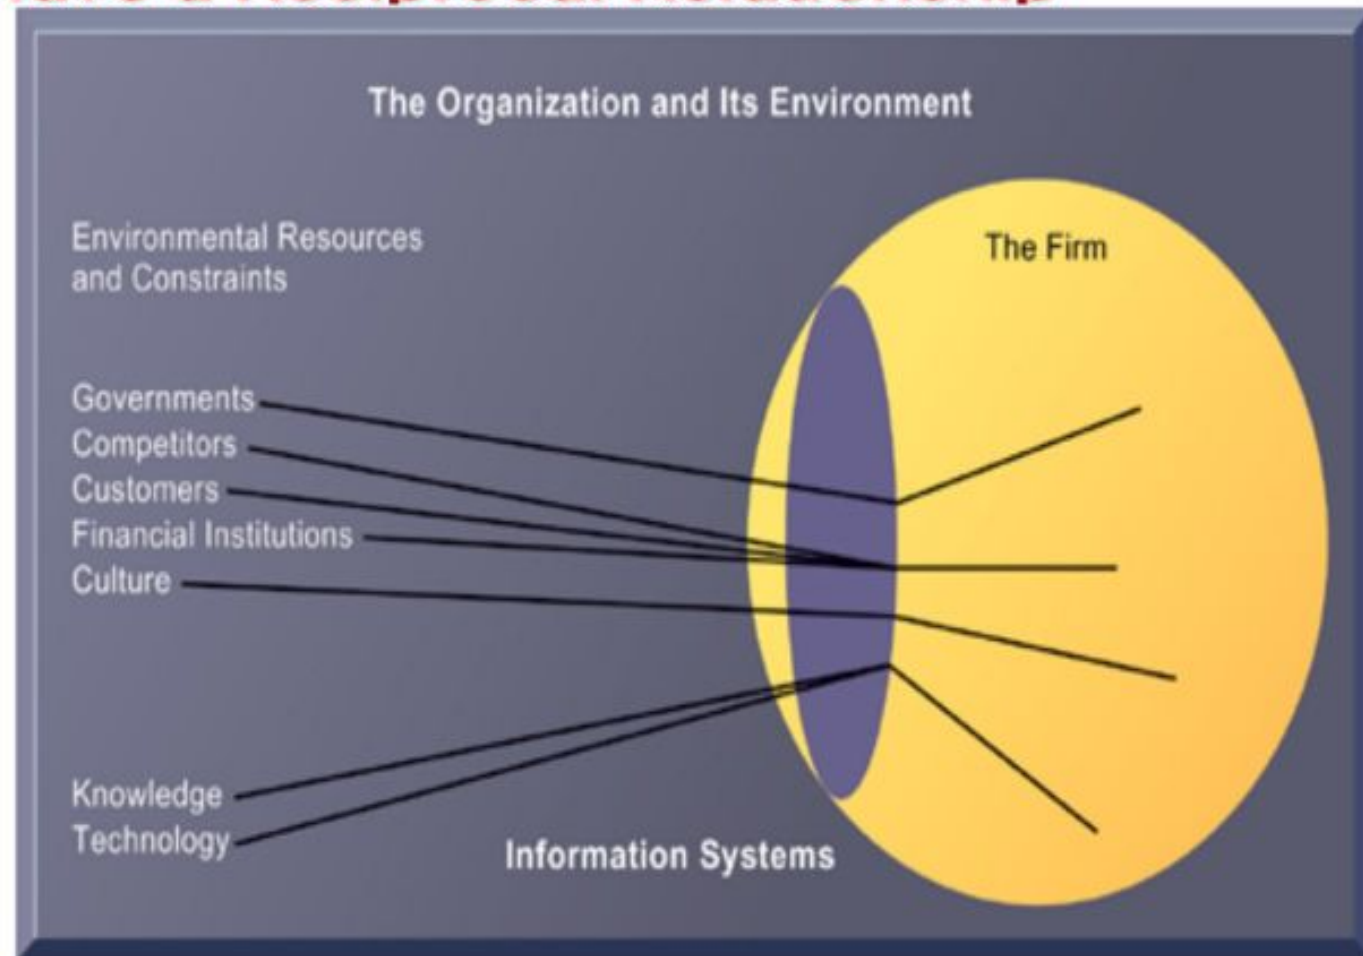 The Organization and Its Environment
Environmental Resources
and Constraints
The Firm
Governments
Competitors
Customers
Financial Institutions
Culture
Knowledge
Technology
Information Systems